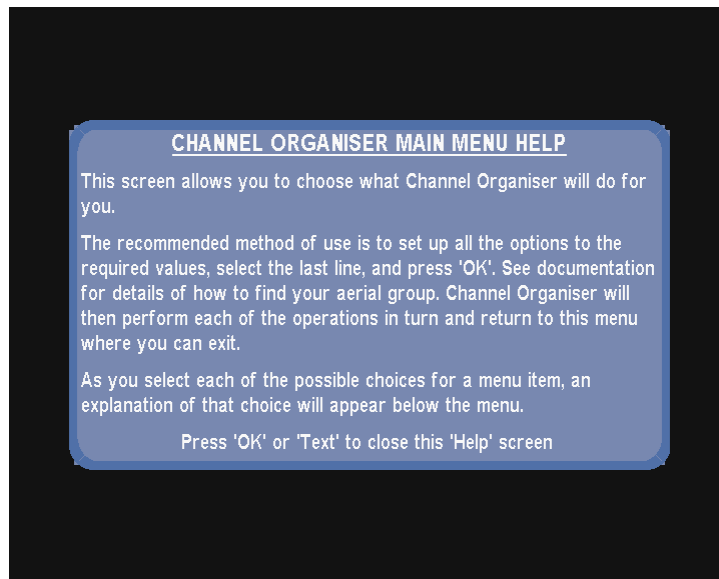 CHANNEL ORGANISER MAIN MENU HELP
This screen allows you to choose what Channel Organiser will do for
you.
The recommended method of use is to set up all the options to the
required values, select the last line, and press 'OK'. See documentation
for details of how to find your aerial group. Channel Organiser will
then perform each of the operations in turn and return to this menu
where you can exit.
As you select each of the possible choices for a menu item, an
explanation of that choice will appear below the menu.
Press 'OK' or 'Text' to close this 'Help' screen